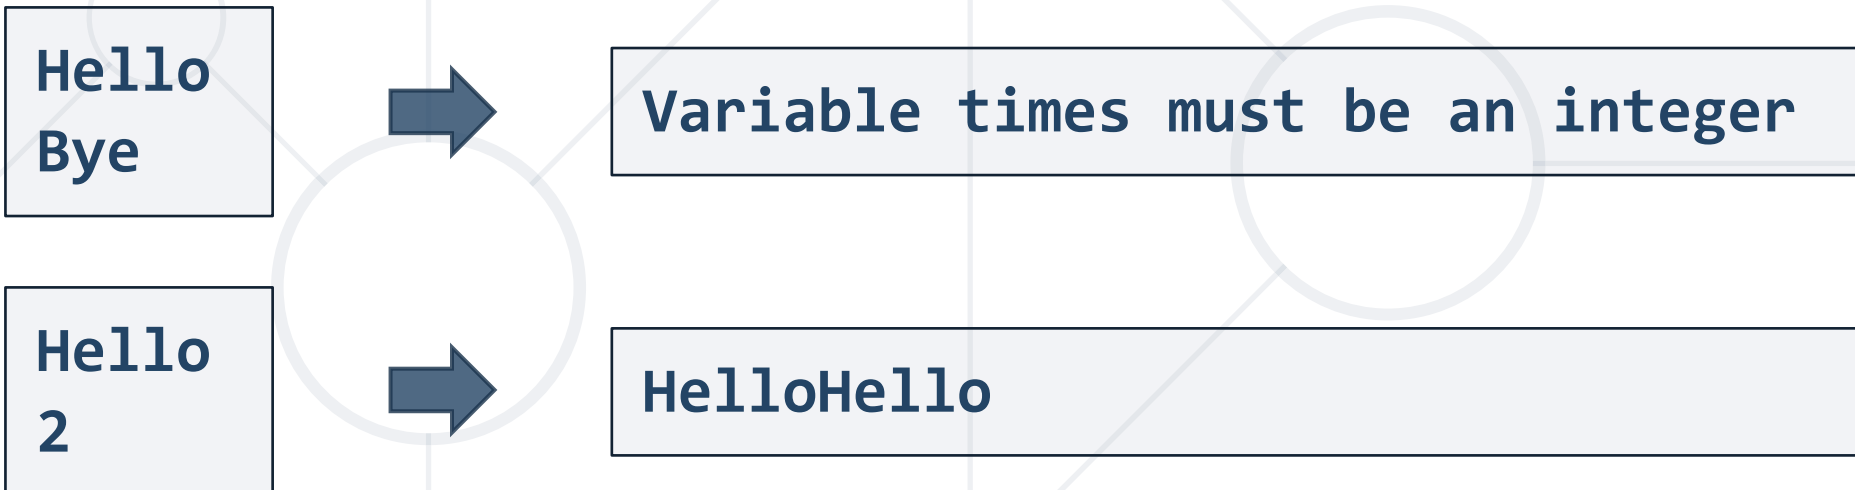 Hello
Bye
Variable times must be an integer
Hello
2
HelloHello